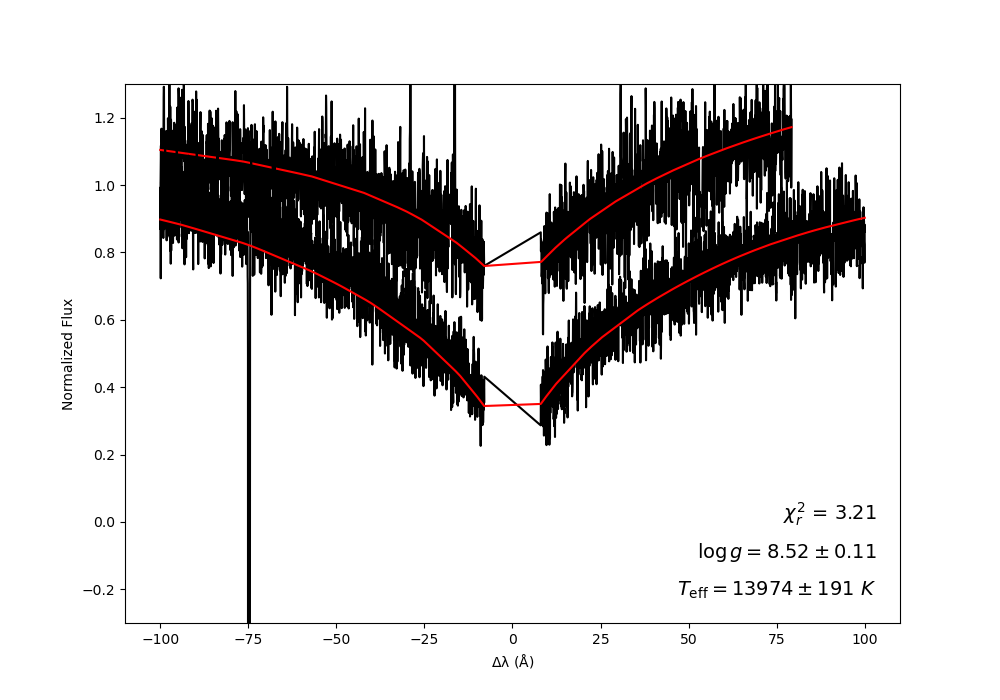 1.2
1.0
0.8
0.6
0.4
0.2
0.0
−0.2
Normalized Flux
χ²ᵣ = 3.21
log g = 8.52 ± 0.11
T_eff = 13974 ± 191 K
−100 −75 −50 −25 0 25 50 75 100
Δλ (Å)